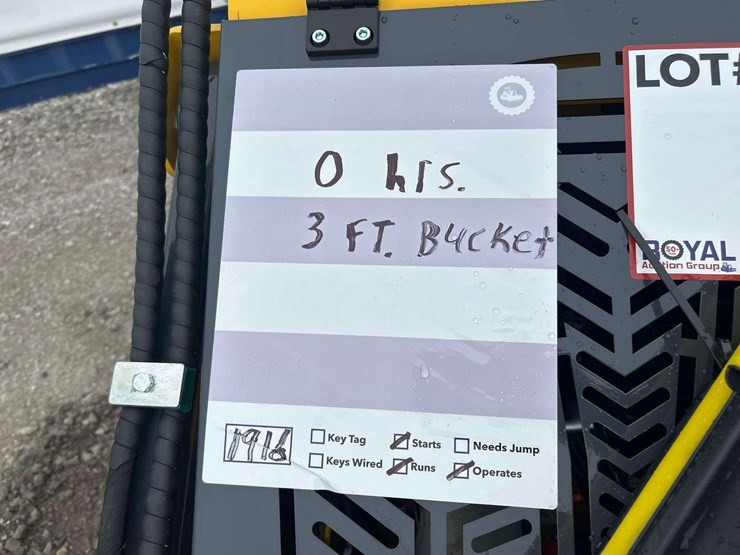 LOT#
0 hrs.
3 FT. Bucket
50
ROYAL
Auction Group
1916
Key Tag
Starts
Needs Jump
Keys Wired
Runs
Operates